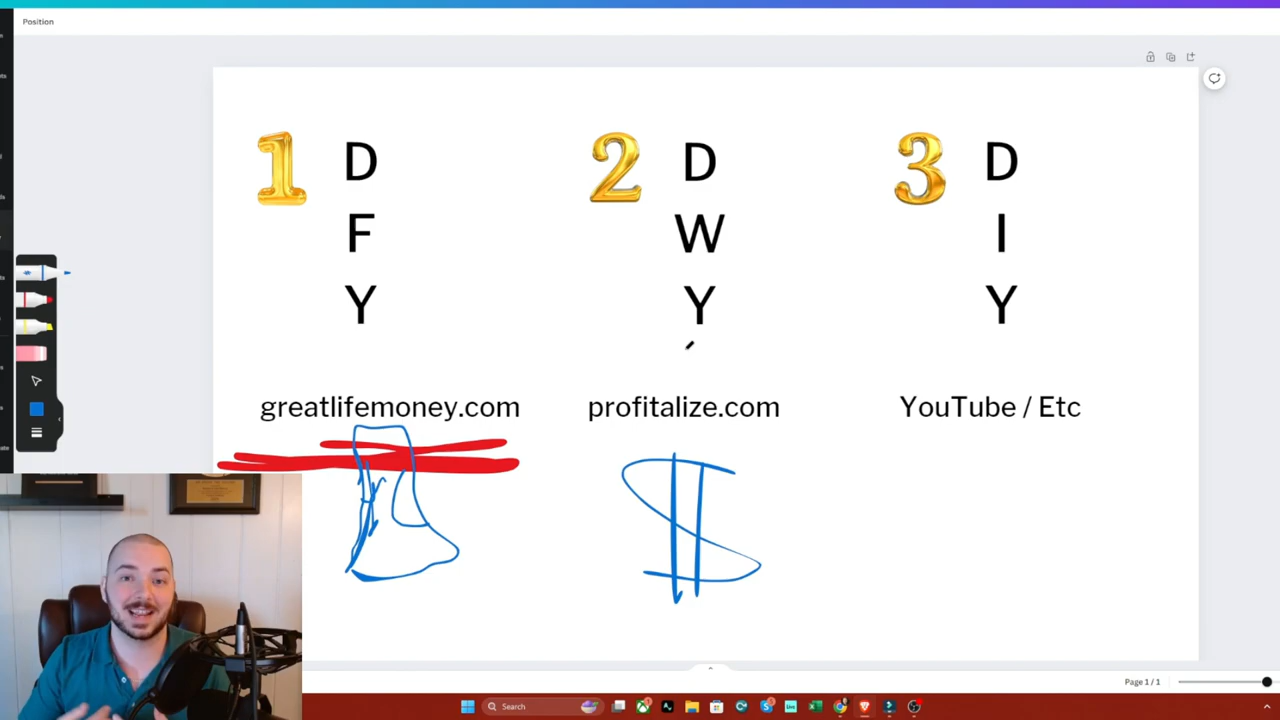 Position
1
D
F
Y
2
D
W
Y
3
D
I
Y
greatlifemoney.com
profitalize.com
YouTube / Etc
$
Page 1 / 1
Search